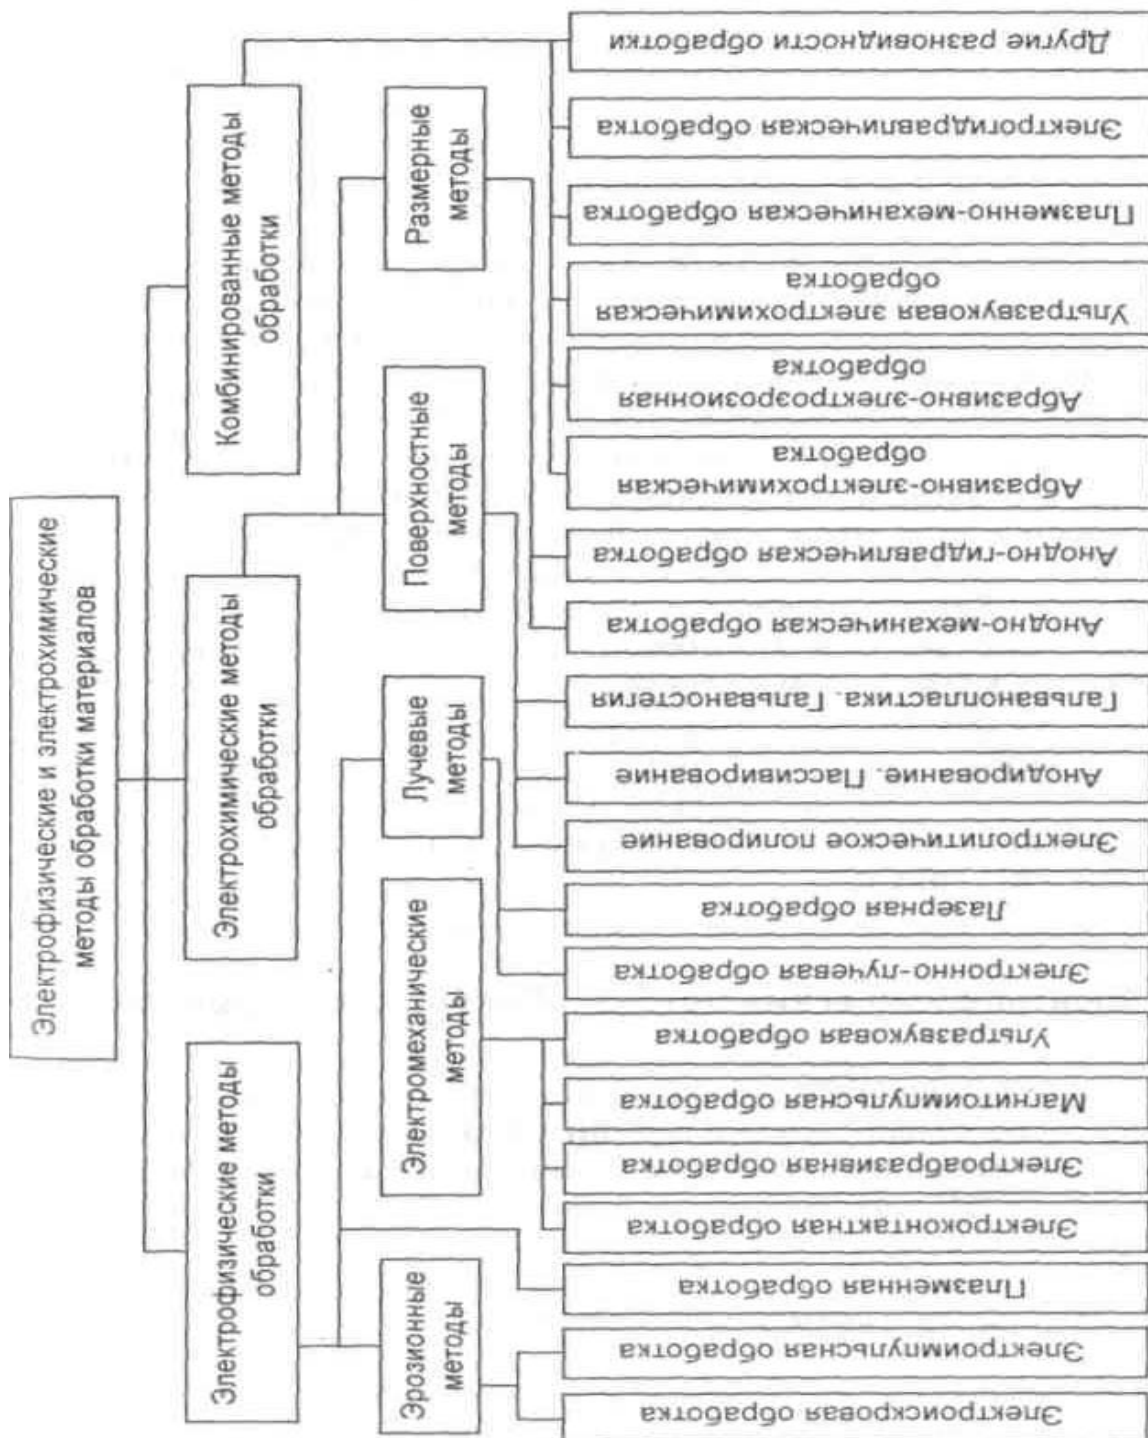 Электрофизические и электрохимические
методы обработки материалов
Электрофизические методы
обработки
Электрохимические методы
обработки
Комбинированные методы
обработки
Эрозионные
методы
Электромеханические
методы
Лучевые
методы
Поверхностные
методы
Размерные
методы
Электроискровая обработка
Электроимпульсная обработка
Плазменная обработка
Электроконтактная обработка
Электроабразивная обработка
Магнитоимпульсная обработка
Ультразвуковая обработка
Электронно-лучевая обработка
Лазерная обработка
Электролитическое полирование
Анодирование. Пассивирование
Гальванопластика. Гальваностегия
Анодно-механическая обработка
Анодно-гидравлическая обработка
Абразивно-электрохимическая
обработка
Абразивно-электроэрозионная
обработка
Ультразвуковая электрохимическая
обработка
Плазменно-механическая обработка
Электрогидравлическая обработка
Другие разновидности обработки